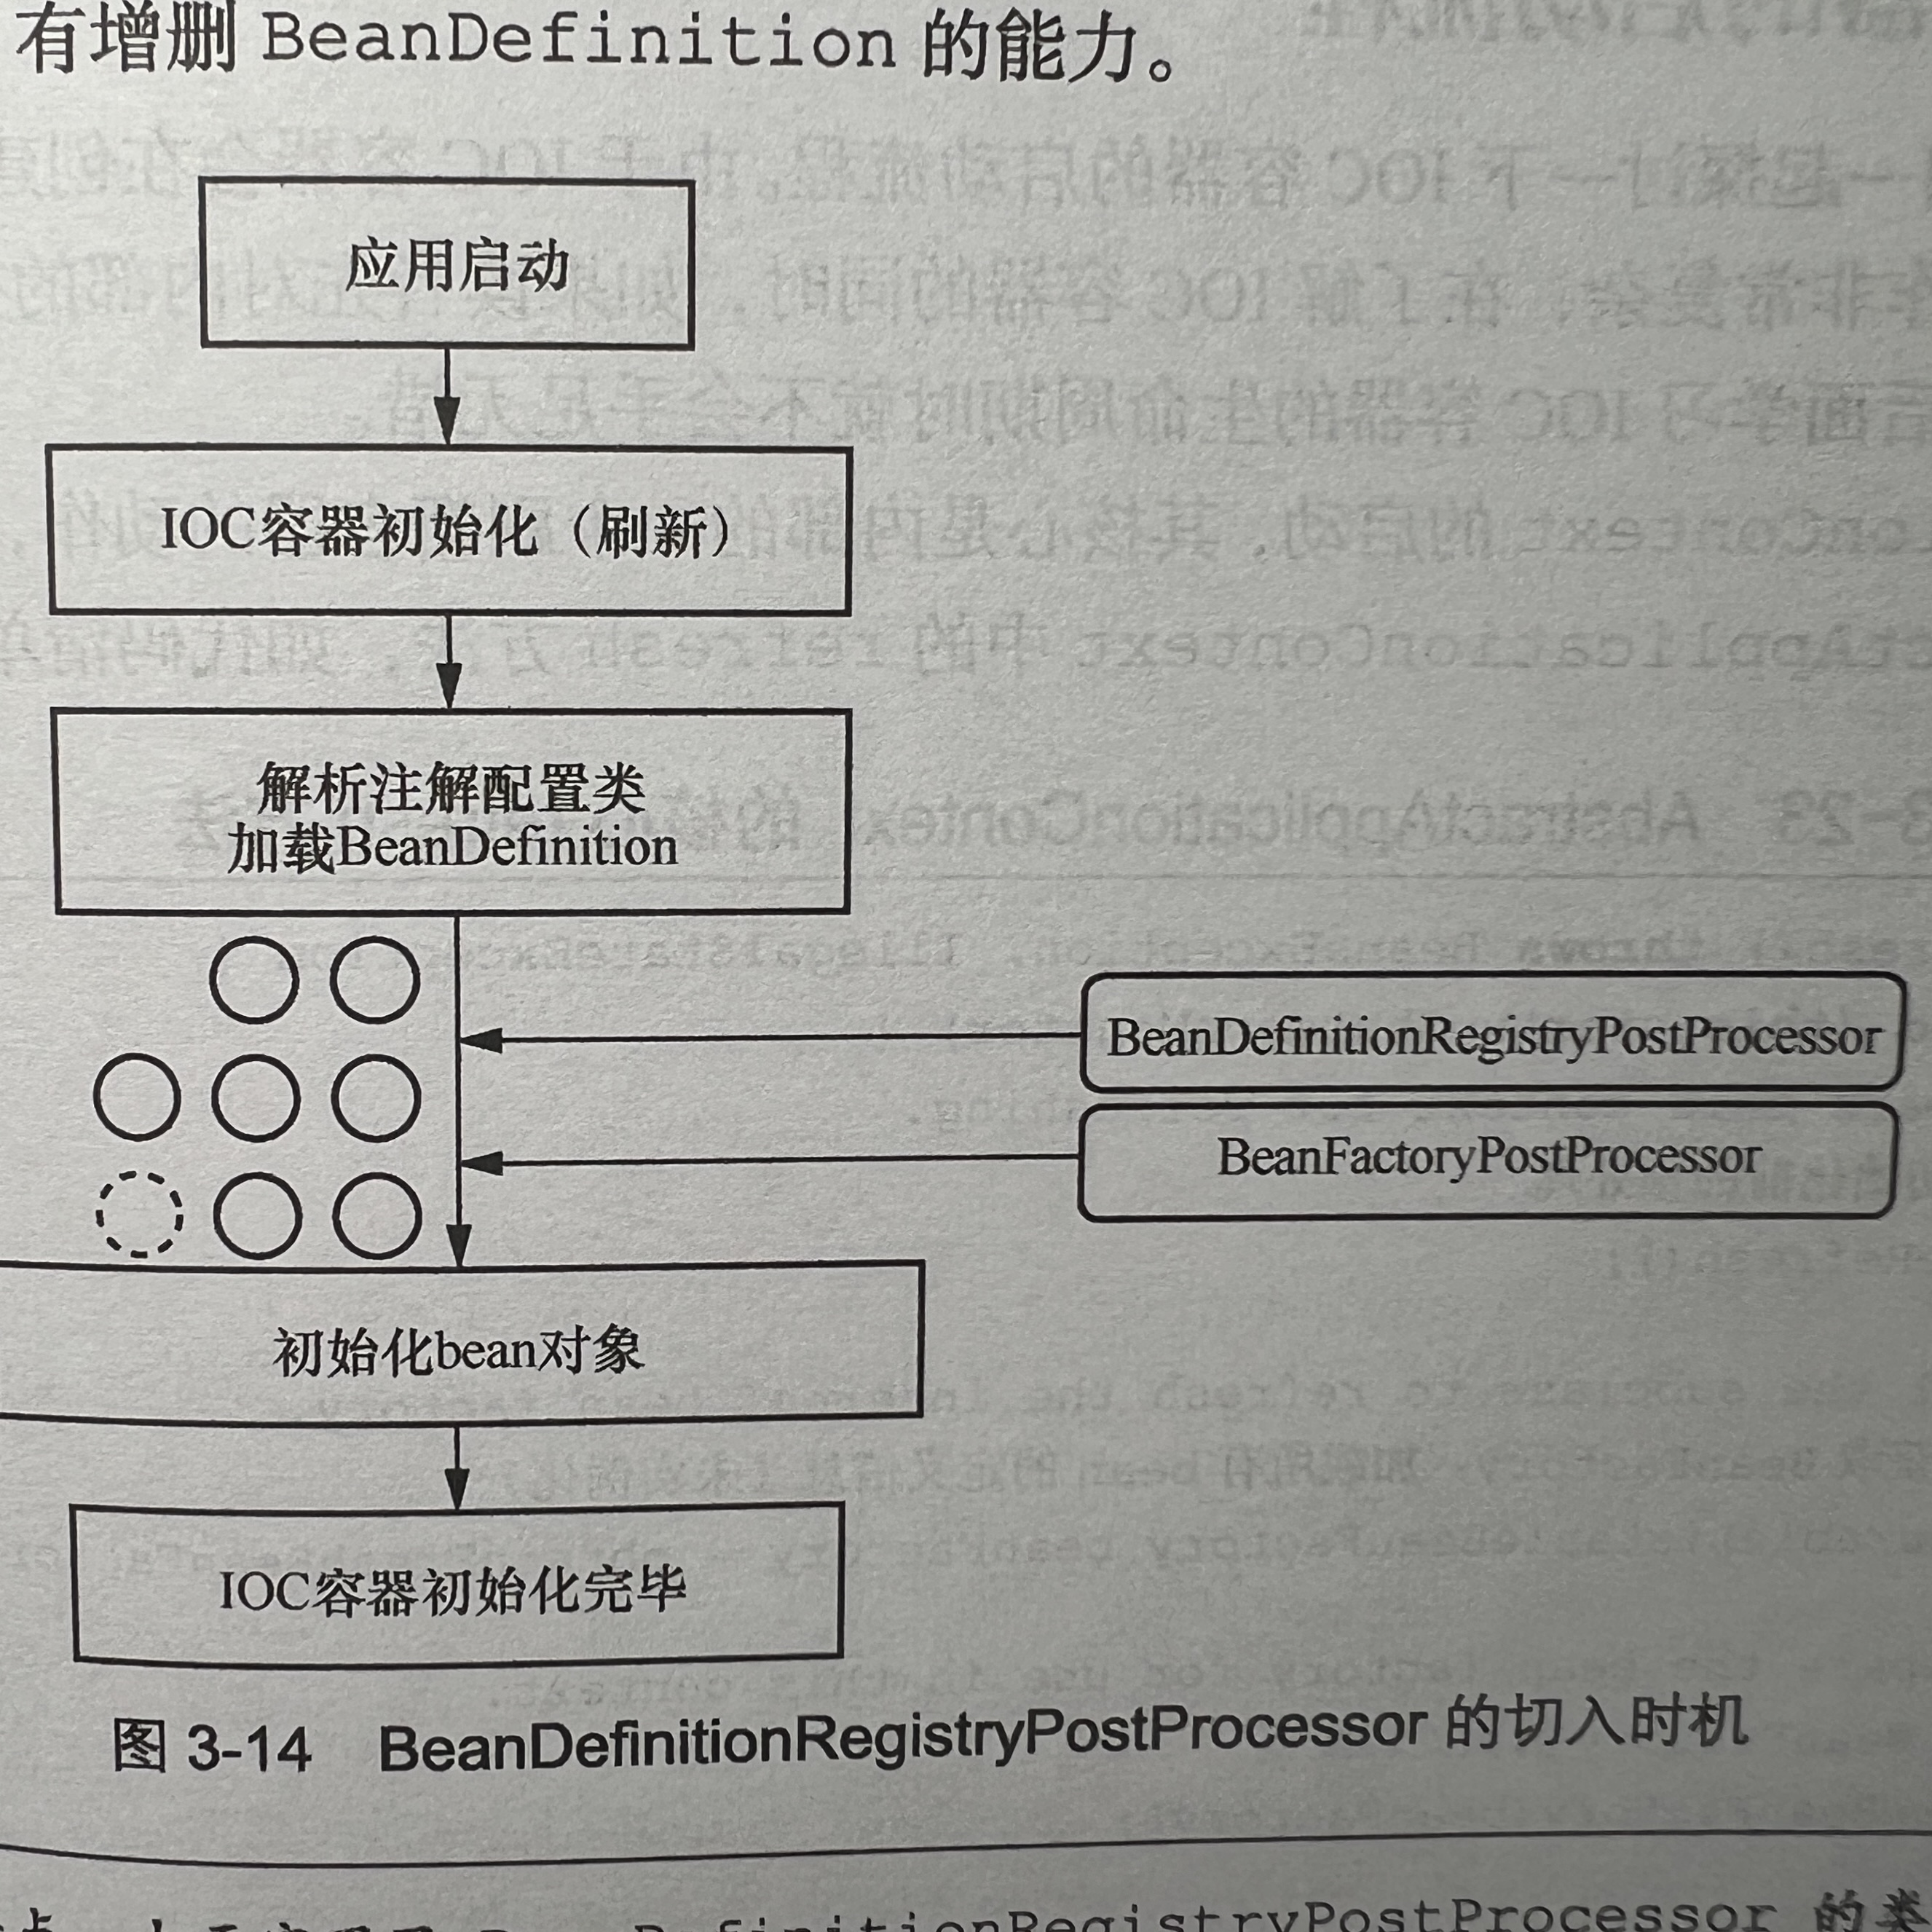 有增删 BeanDefinition 的能力。
应用启动
IOC容器初始化（刷新）
解析注解配置类
加载BeanDefinition
BeanDefinitionRegistryPostProcessor
BeanFactoryPostProcessor
初始化bean对象
IOC容器初始化完毕
图 3-14 BeanDefinitionRegistryPostProcessor 的切入时机
DefinitionRegistryPostProcessor 的类